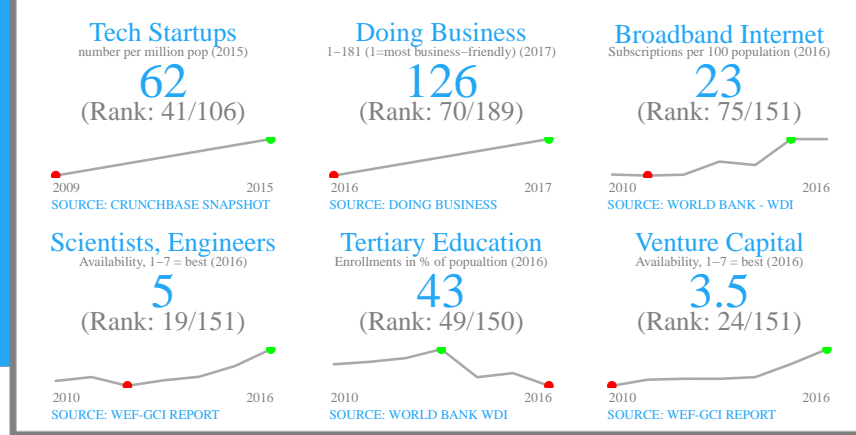 Tech Startups
number per million pop (2015)
62
(Rank: 41/106)
2009 2015
SOURCE: CRUNCHBASE SNAPSHOT
Doing Business
1−181 (1=most business−friendly) (2017)
126
(Rank: 70/189)
2016 2017
SOURCE: DOING BUSINESS
Broadband Internet
Subscriptions per 100 population (2016)
23
(Rank: 75/151)
2010 2016
SOURCE: WORLD BANK - WDI
Scientists, Engineers
Availability, 1−7 = best (2016)
5
(Rank: 19/151)
2010 2016
SOURCE: WEF-GCI REPORT
Tertiary Education
Enrollments in % of popualtion (2016)
43
(Rank: 49/150)
2010 2016
SOURCE: WORLD BANK WDI
Venture Capital
Availability, 1−7 = best (2016)
3.5
(Rank: 24/151)
2010 2016
SOURCE: WEF-GCI REPORT